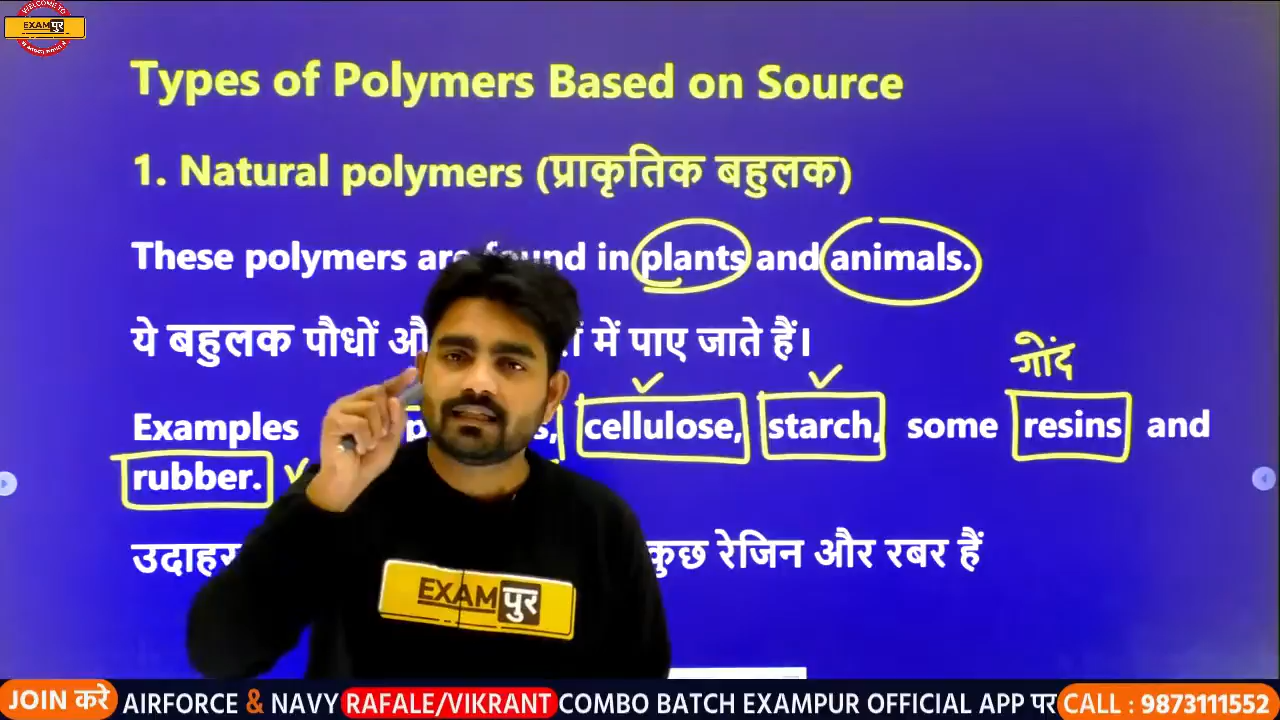 WELCOME TO
EXAMपुर
Types of Polymers Based on Source
1. Natural polymers (प्राकृतिक बहुलक)
These polymers are found in plants and animals.
ये बहुलक पौधों में पाए जाते हैं।
गोंद
Examples cellulose, starch, some resins and
rubber.
कुछ रेजिन और रबर हैं
EXAMपुर
JOIN करे AIRFORCE & NAVY RAFALE/VIKRANT COMBO BATCH EXAMPUR OFFICIAL APP पर CALL : 9873111552